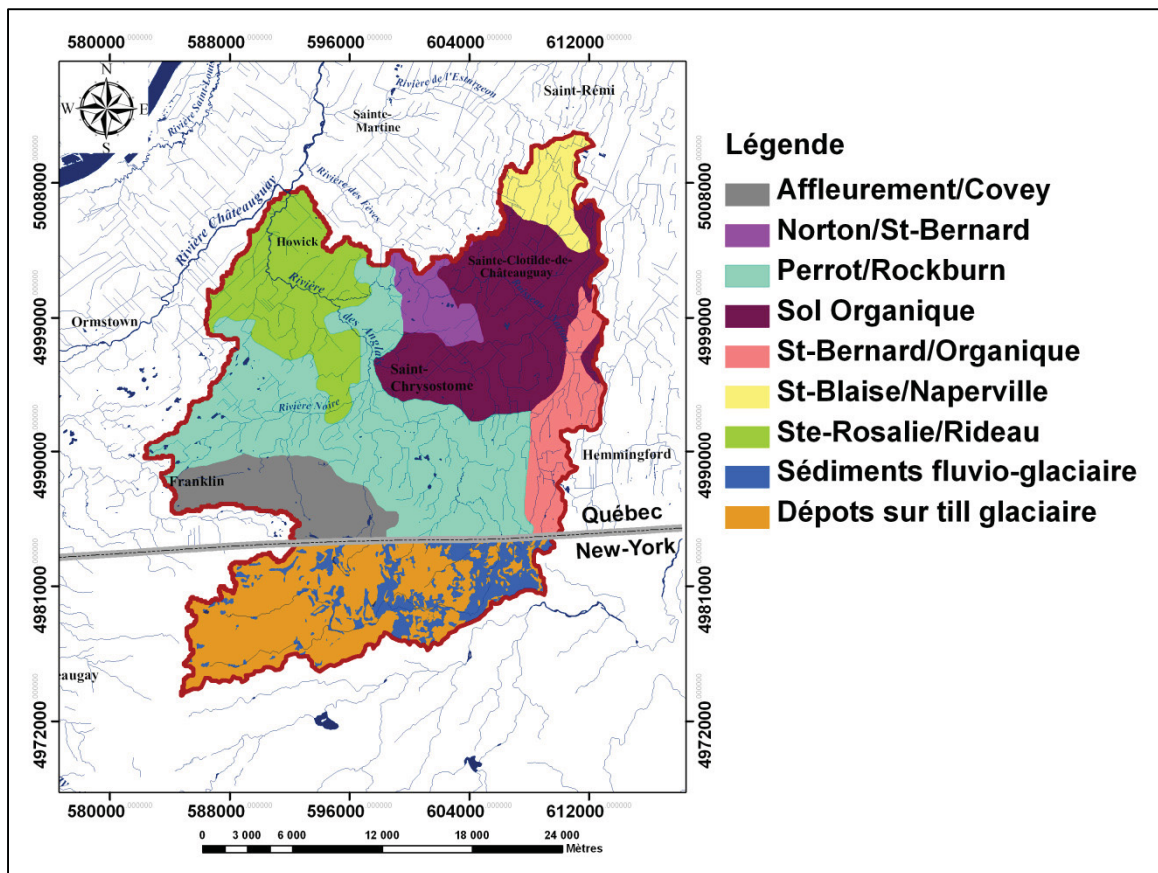 580000 588000 596000 604000 612000
N
W E
S
Rivière Saint-Louis
Rivière de l'Esturgeon
Saint-Rémi
Sainte-
Martine
5008000
5008000
Rivière Châteauguay
Rivière des Fèves
Howick
Sainte-Clotilde-de-
Châteauguay
Rivière
des Anglais
4999000
4999000
Ormstown
Saint-
Chrysostome
Rivière Noire
4990000
4990000
Hemmingford
Franklin
Québec
New-York
4981000
4981000
eaugay
4972000
4972000
580000 588000 596000 604000 612000
0 3 000 6 000 12 000 18 000 24 000
Mètres
Légende
Affleurement/Covey
Norton/St-Bernard
Perrot/Rockburn
Sol Organique
St-Bernard/Organique
St-Blaise/Naperville
Ste-Rosalie/Rideau
Sédiments fluvio-glaciaire
Dépots sur till glaciaire